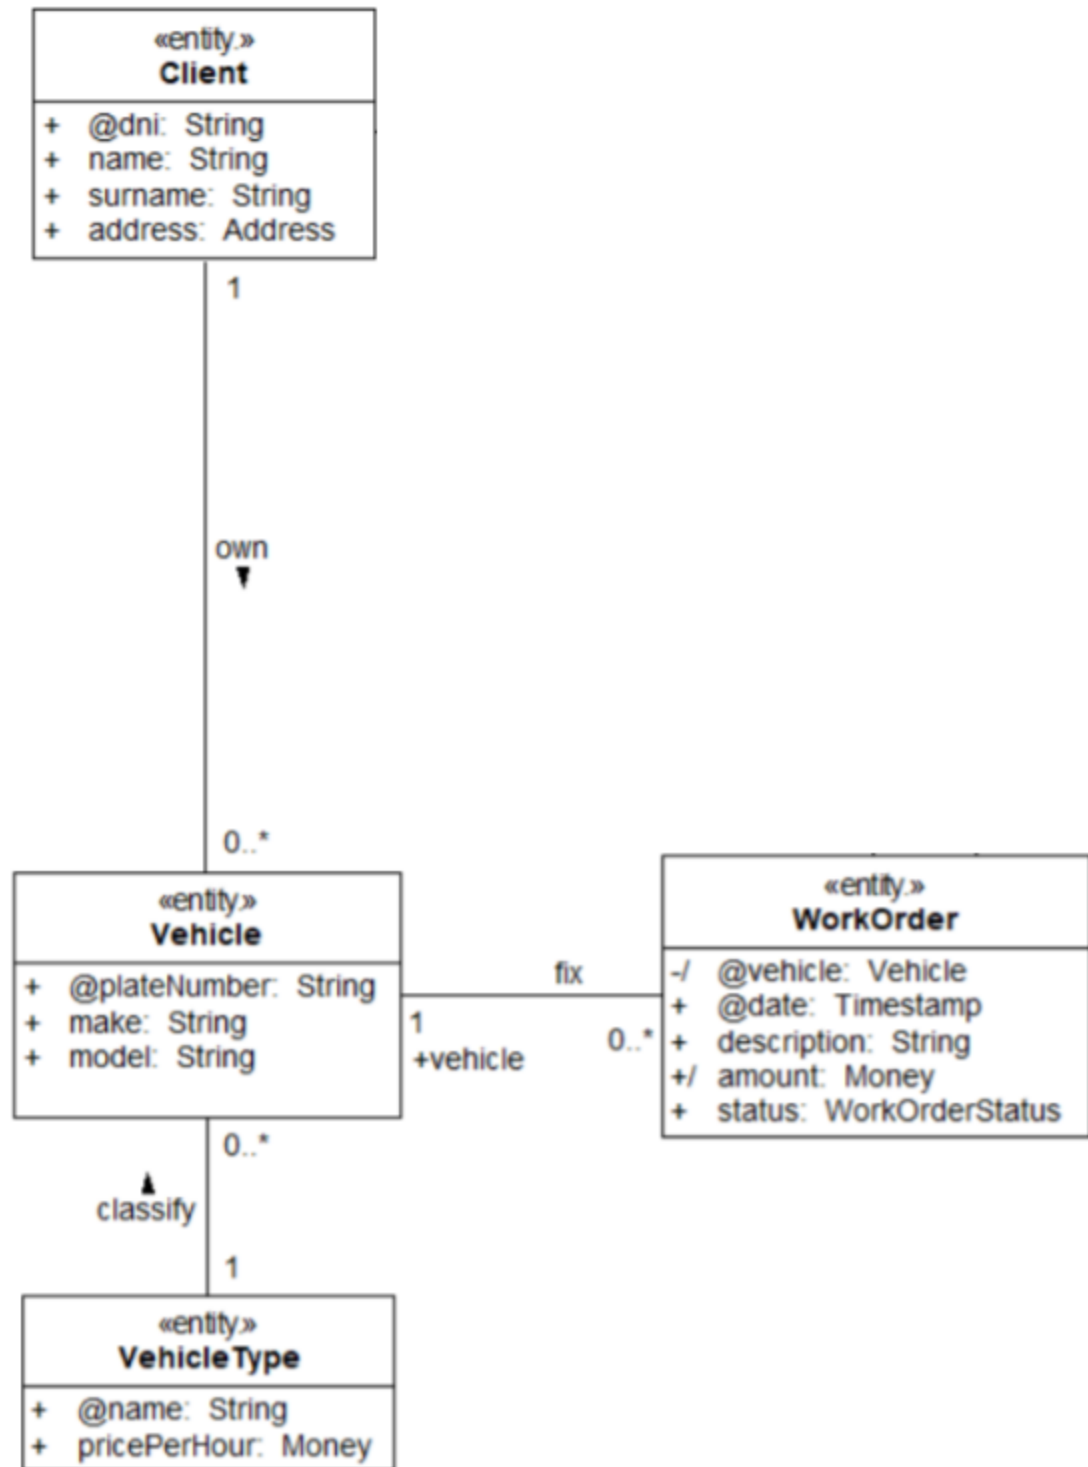 «entity»
Client
+ @dni: String
+ name: String
+ surname: String
+ address: Address
1
own
0..*
«entity»
Vehicle
+ @plateNumber: String
+ make: String
+ model: String
fix
1
+vehicle
0..*
«entity»
WorkOrder
-/ @vehicle: Vehicle
+ @date: Timestamp
+ description: String
+/ amount: Money
+ status: WorkOrderStatus
0..*
classify
1
«entity»
VehicleType
+ @name: String
+ pricePerHour: Money